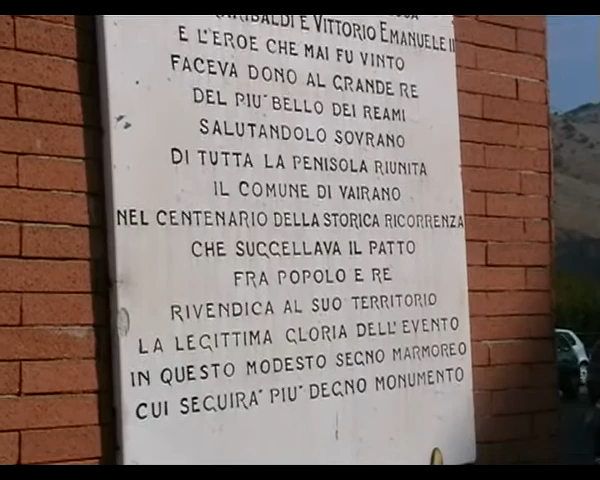 GARIBALDI E VITTORIO EMANUELE II
E L'EROE CHE MAI FU VINTO
FACEVA DONO AL GRANDE RE
DEL PIU' BELLO DEI REAMI
SALUTANDOLO SOVRANO
DI TUTTA LA PENISOLA RIUNITA
IL COMUNE DI VAIRANO
NEL CENTENARIO DELLA STORICA RICORRENZA
CHE SUGGELLAVA IL PATTO
FRA POPOLO E RE
RIVENDICA AL SUO TERRITORIO
LA LEGITTIMA GLORIA DELL'EVENTO
IN QUESTO MODESTO SEGNO MARMOREO
CUI SEGUIRA' PIU' DEGNO MONUMENTO